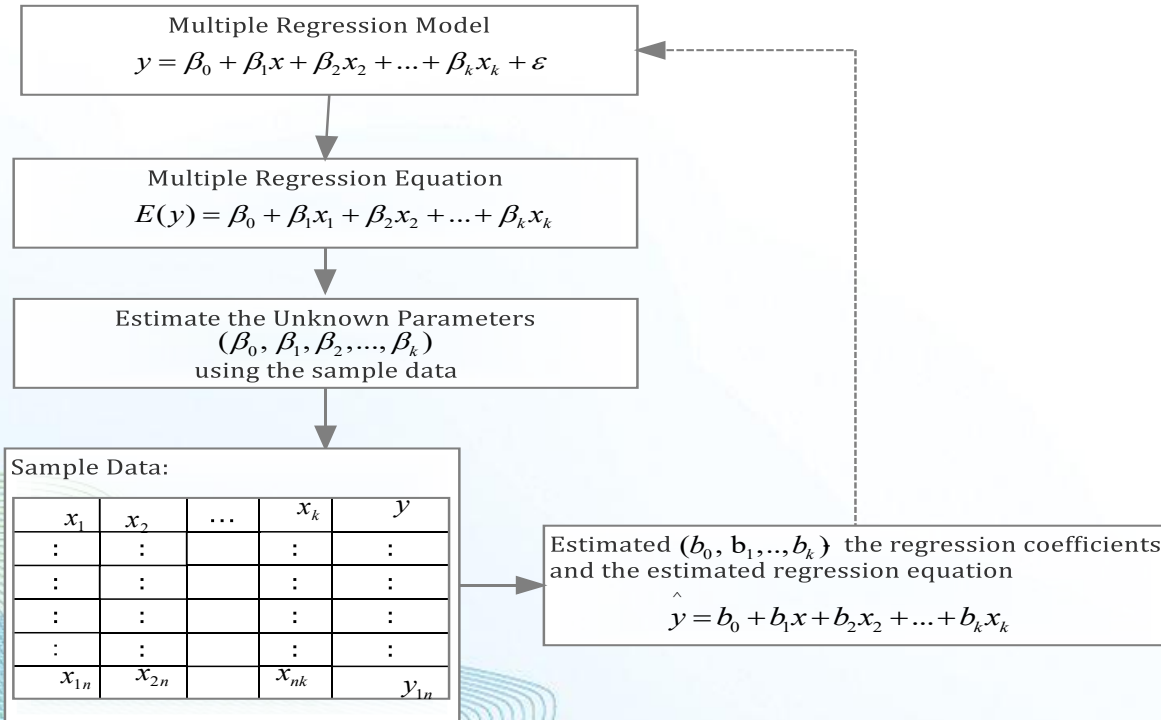 Multiple Regression Model
y = β₀ + β₁x + β₂x₂ + ... + βₖxₖ + ε
Multiple Regression Equation
E(y) = β₀ + β₁x₁ + β₂x₂ + ... + βₖxₖ
Estimate the Unknown Parameters
(β₀, β₁, β₂,..., βₖ)
using the sample data
Sample Data:
x₁ x₂ ... xₖ y
: : : :
: : : :
: : : :
: : : :
x₁ₙ x₂ₙ xₙₖ y₁ₙ
Estimated (b₀, b₁,.., bₖ) the regression coefficients
and the estimated regression equation
ŷ = b₀ + b₁x + b₂x₂ + ... + bₖxₖ